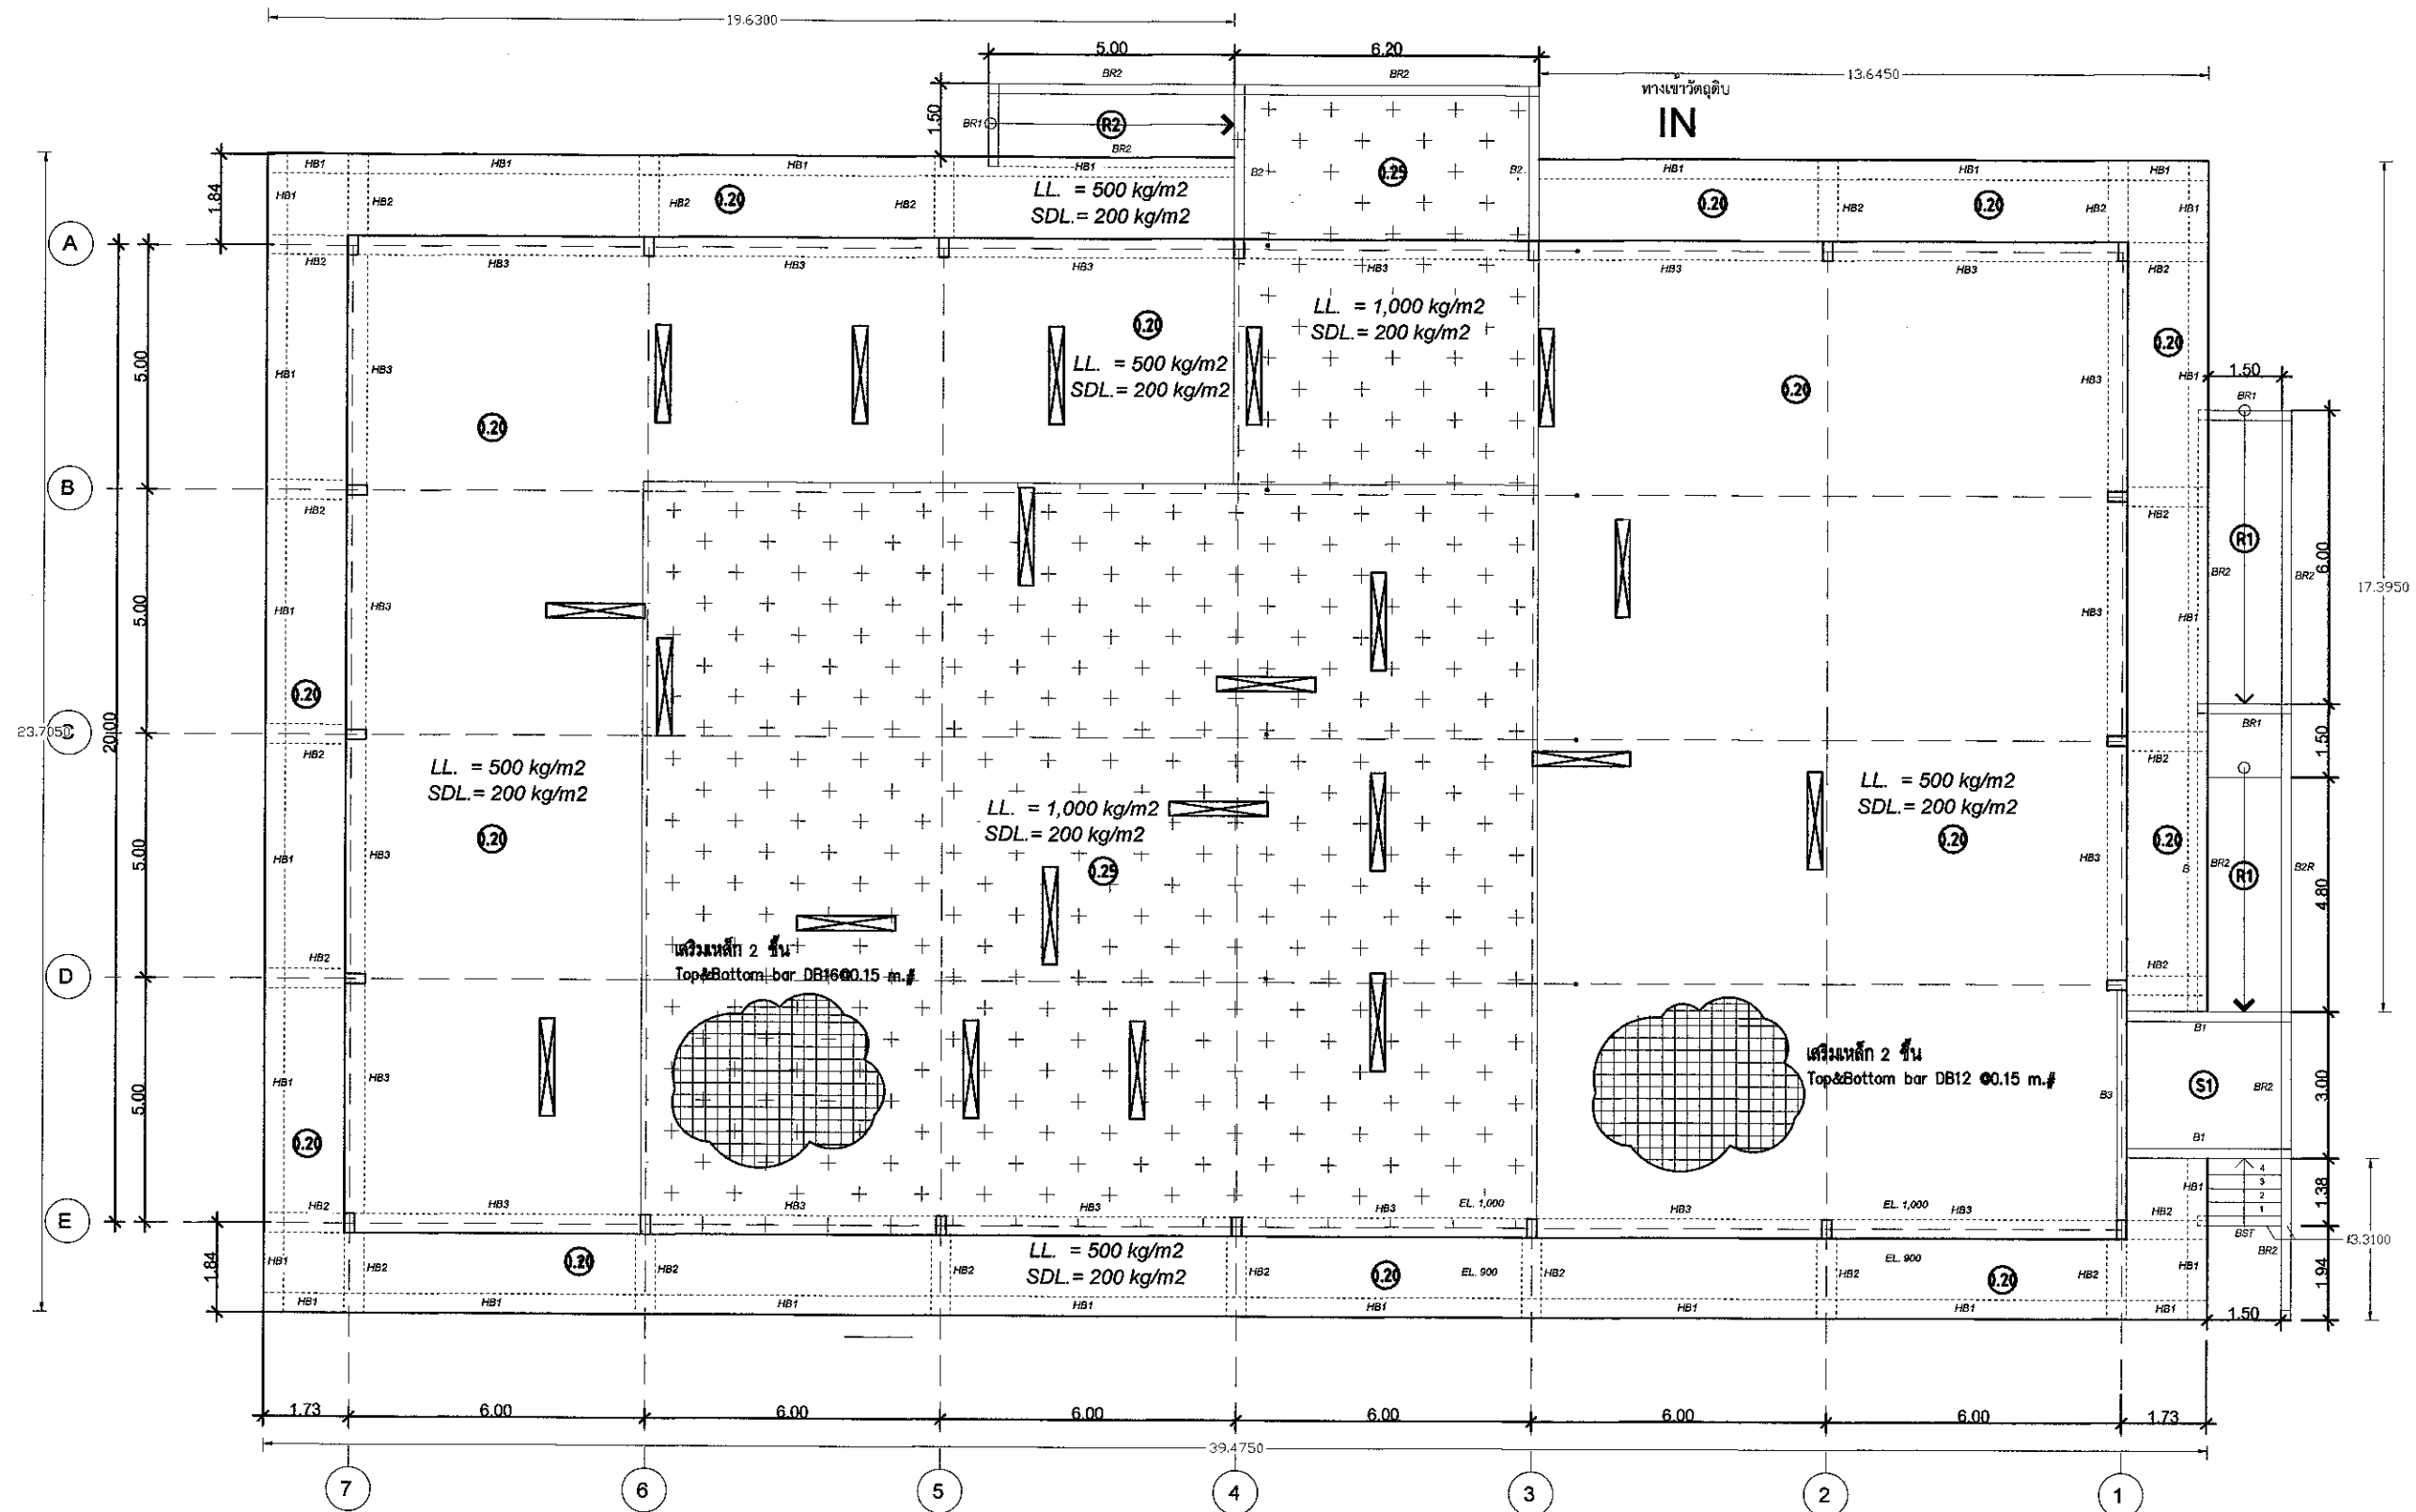 19.6300
5.00
6.20
BR2
BR2
13.6450
ทางเข้าวัตถุดิบ
IN
1.50
BR1
R2
BR2
HB1
HB1
HB1
HB1
HB1
HB1
HB1
1.84
HB1
HB2
HB2
0.20
HB2
LL. = 500 kg/m2
SDL.= 200 kg/m2
B2
0.25
B2
0.20
HB2
0.20
HB2
HB1
A
HB2
HB3
HB3
HB3
HB3
HB3
HB3
HB2
LL. = 1,000 kg/m2
SDL.= 200 kg/m2
0.20
LL. = 500 kg/m2
SDL.= 200 kg/m2
5.00
HB1
HB3
0.20
0.20
HB3
0.20
HB1
1.50
BR1
B
HB2
HB2
R1
6.00
BR2
BR2
17.3950
5.00
HB1
HB3
HB3
HB1
0.20
23.7050
C
20.00
HB2
BR1
HB2
1.50
LL. = 500 kg/m2
SDL.= 200 kg/m2
LL. = 1,000 kg/m2
SDL.= 200 kg/m2
LL. = 500 kg/m2
SDL.= 200 kg/m2
5.00
HB1
HB3
0.20
0.25
0.20
HB3
0.20
B
BR2
R1
B2R
4.80
เสริมเหล็ก 2 ชั้น
Top&Bottom bar DB16@0.15 m.#
D
HB2
HB2
B1
เสริมเหล็ก 2 ชั้น
Top&Bottom bar DB12 @0.15 m.#
5.00
HB1
HB3
B3
S1
BR2
3.00
B1
0.20
4
3
2
1
1.38
HB1
E
HB2
HB3
HB3
HB3
HB3
EL. 1,000
HB3
EL. 1,000
HB3
HB2
BST
BR2
3.3100
1.84
HB1
HB2
0.20
HB2
HB2
LL. = 500 kg/m2
SDL.= 200 kg/m2
HB2
0.20
EL. 900
HB2
HB2
EL. 900
0.20
HB2
HB1
1.94
HB1
HB1
HB1
HB1
HB1
HB1
HB1
HB1
1.50
1.73
6.00
6.00
6.00
6.00
6.00
6.00
1.73
39.4750
7
6
5
4
3
2
1